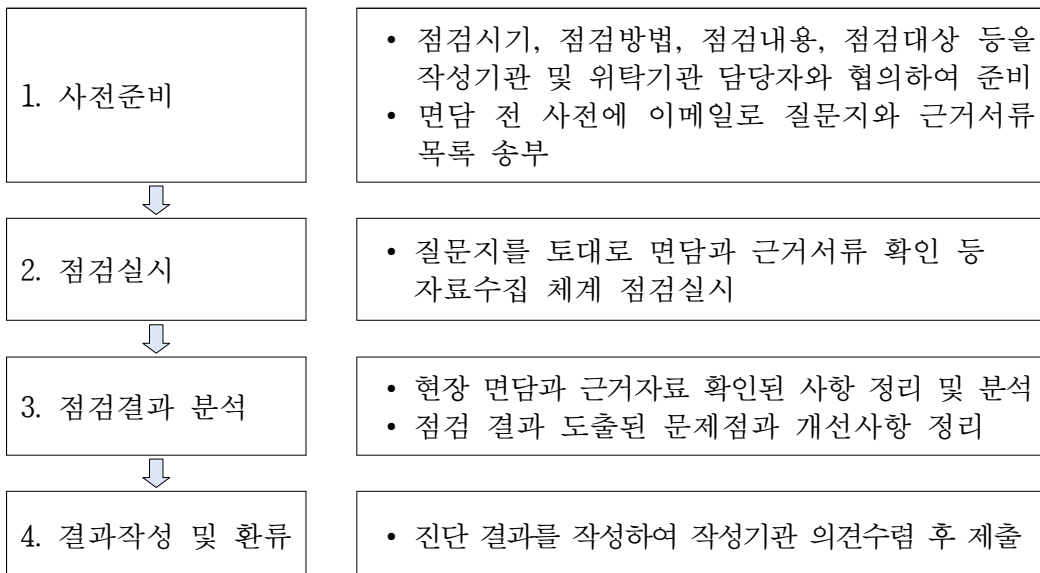 1. 사전준비
• 점검시기, 점검방법, 점검내용, 점검대상 등을
작성기관 및 위탁기관 담당자와 협의하여 준비
• 면담 전 사전에 이메일로 질문지와 근거서류
목록 송부
2. 점검실시
• 질문지를 토대로 면담과 근거서류 확인 등
자료수집 체계 점검실시
3. 점검결과 분석
• 현장 면담과 근거자료 확인된 사항 정리 및 분석
• 점검 결과 도출된 문제점과 개선사항 정리
4. 결과작성 및 환류
• 진단 결과를 작성하여 작성기관 의견수렴 후 제출